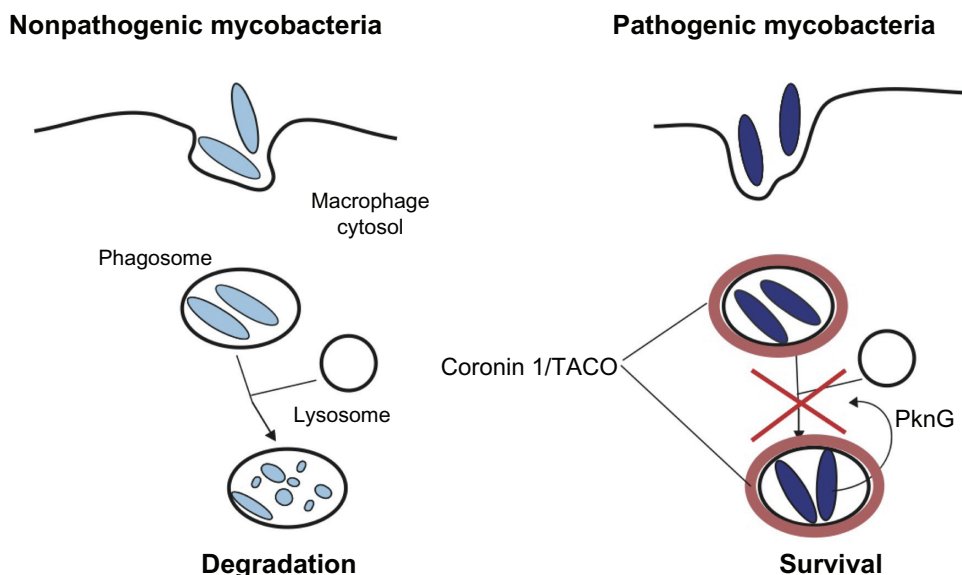 Nonpathogenic mycobacteria
Pathogenic mycobacteria
Macrophage
cytosol
Phagosome
Coronin 1/TACO
Lysosome
PknG
Degradation
Survival